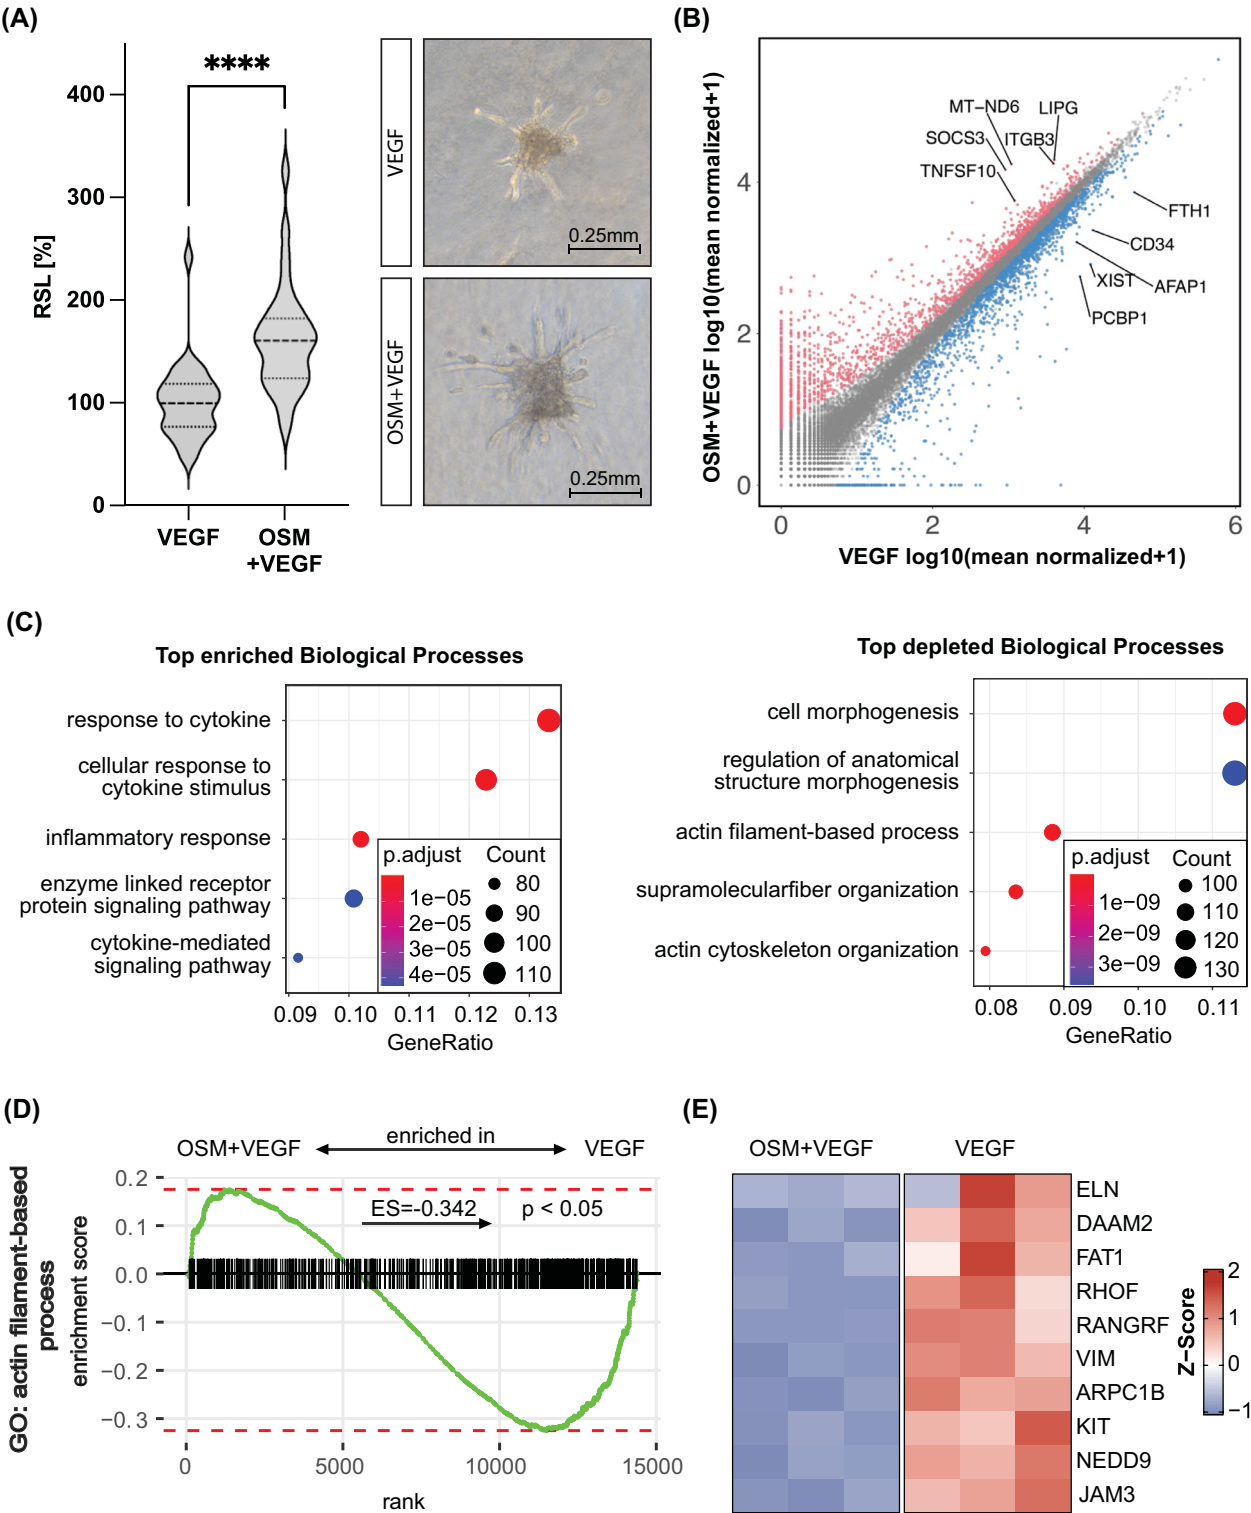 (A)
****
400
300
200
100
0
RSL [%]
VEGF
OSM
+VEGF
VEGF
0.25mm
OSM+VEGF
0.25mm
(B)
OSM+VEGF log10(mean normalized+1)
4
2
0
MT−ND6
LIPG
SOCS3
ITGB3
TNFSF10
FTH1
CD34
XIST
AFAP1
PCBP1
0
2
4
6
VEGF log10(mean normalized+1)
(C)
Top enriched Biological Processes
response to cytokine
cellular response to
cytokine stimulus
inflammatory response
enzyme linked receptor
protein signaling pathway
cytokine-mediated
signaling pathway
p.adjust
1e−05
2e−05
3e−05
4e−05
Count
80
90
100
110
0.09 0.10 0.11 0.12 0.13
GeneRatio
Top depleted Biological Processes
cell morphogenesis
regulation of anatomical
structure morphogenesis
actin filament-based process
supramolecularfiber organization
actin cytoskeleton organization
p.adjust
1e−09
2e−09
3e−09
Count
100
110
120
130
0.08 0.09 0.10 0.11
GeneRatio
(D)
OSM+VEGF
enriched in
VEGF
GO: actin filament-based
process
enrichment score
0.2
0.1
0.0
−0.1
−0.2
−0.3
ES=-0.342
p < 0.05
0 5000 10000 15000
rank
(E)
OSM+VEGF
VEGF
ELN
DAAM2
FAT1
RHOF
RANGRF
VIM
ARPC1B
KIT
NEDD9
JAM3
Z−Score
2
1
0
−1